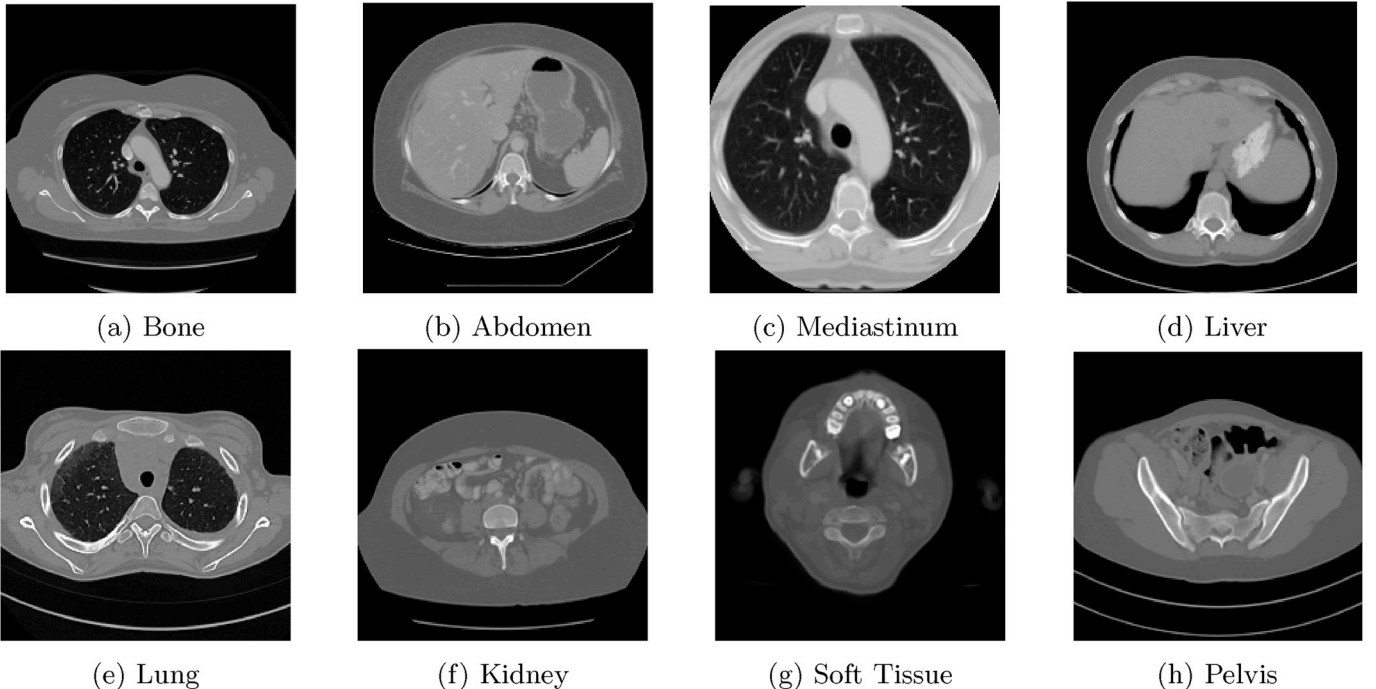 (a) Bone
(b) Abdomen
(c) Mediastinum
(d) Liver
(e) Lung
(f) Kidney
(g) Soft Tissue
(h) Pelvis